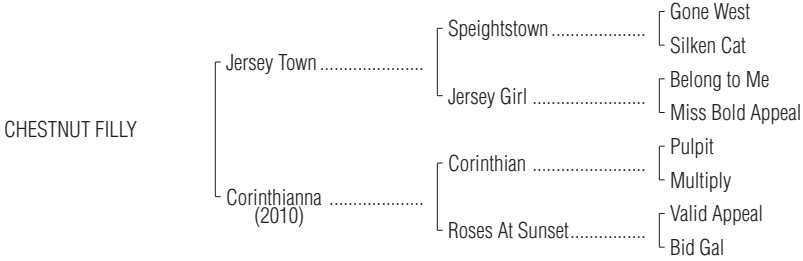 Gone West
Speightstown ....................
Silken Cat
Jersey Town ......................
Belong to Me
Jersey Girl ........................
Miss Bold Appeal
CHESTNUT FILLY
Pulpit
Corinthian ........................
Multiply
Corinthianna ....................
(2010)
Valid Appeal
Roses At Sunset................
Bid Gal